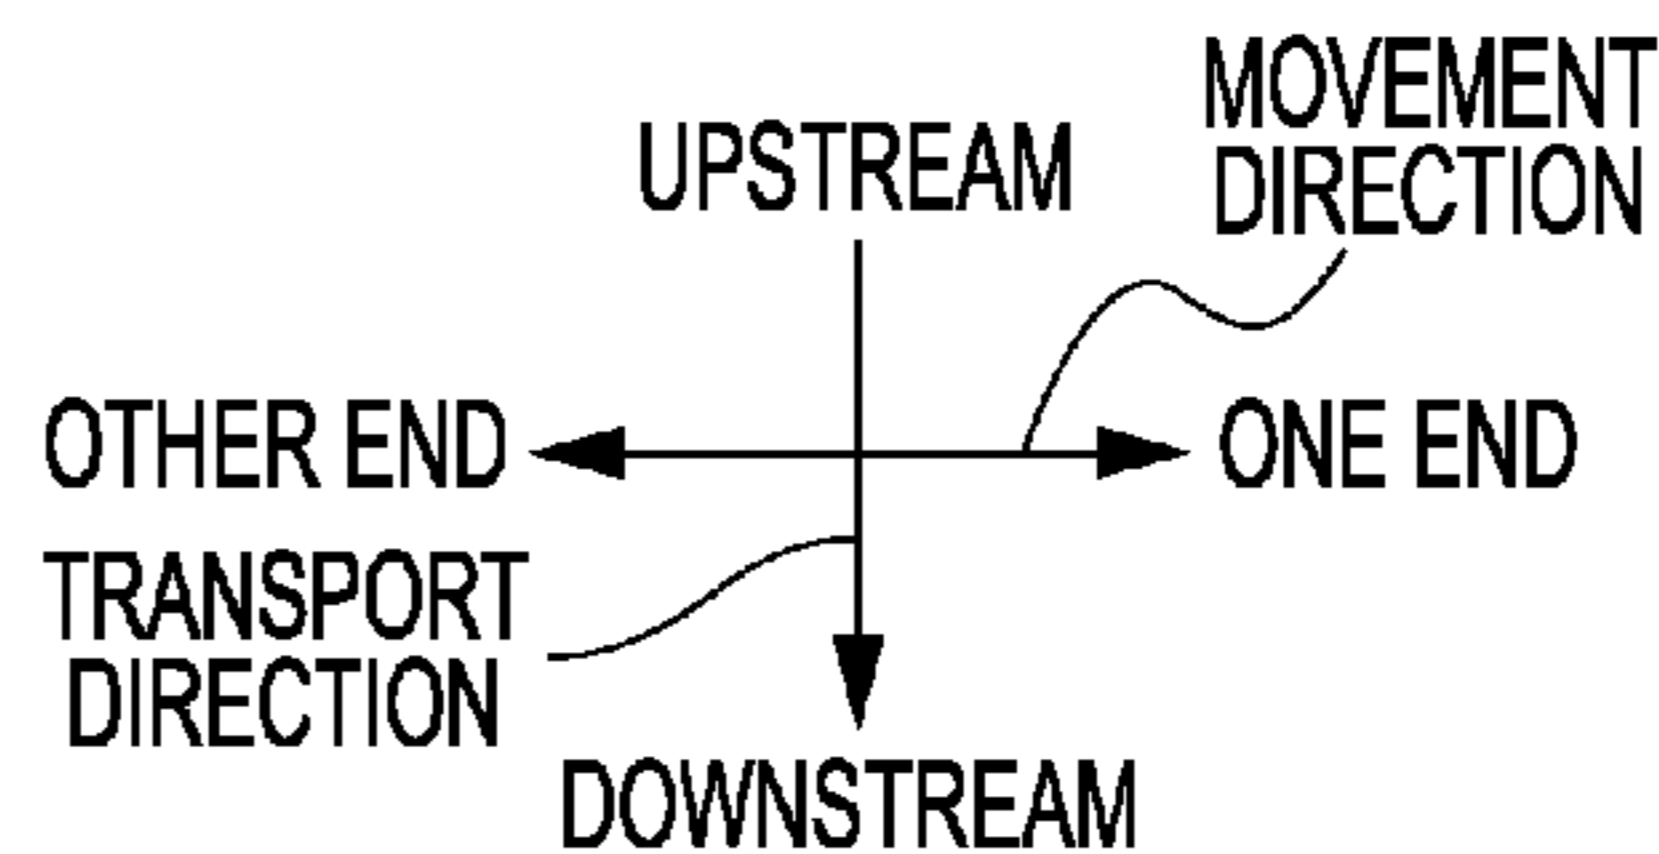 MOVEMENT
DIRECTION
UPSTREAM
OTHER END
ONE END
TRANSPORT
DIRECTION
DOWNSTREAM